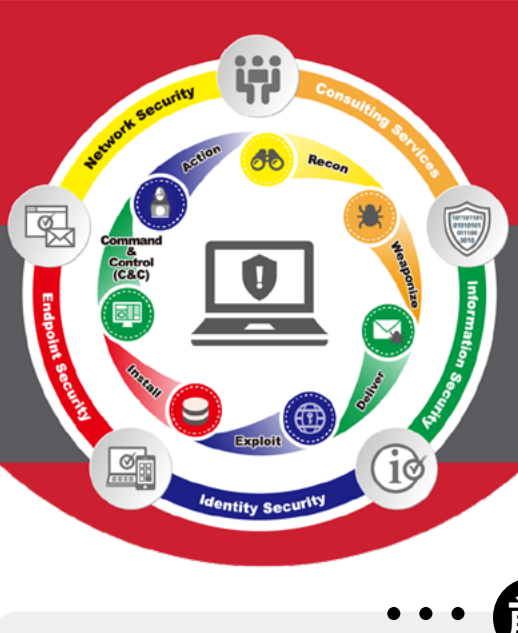 Network Security
Consulting Services
Information Security
Identity Security
Endpoint Security
Recon
Weaponize
Deliver
Exploit
Install
Command
&
Control
(C&C)
Action